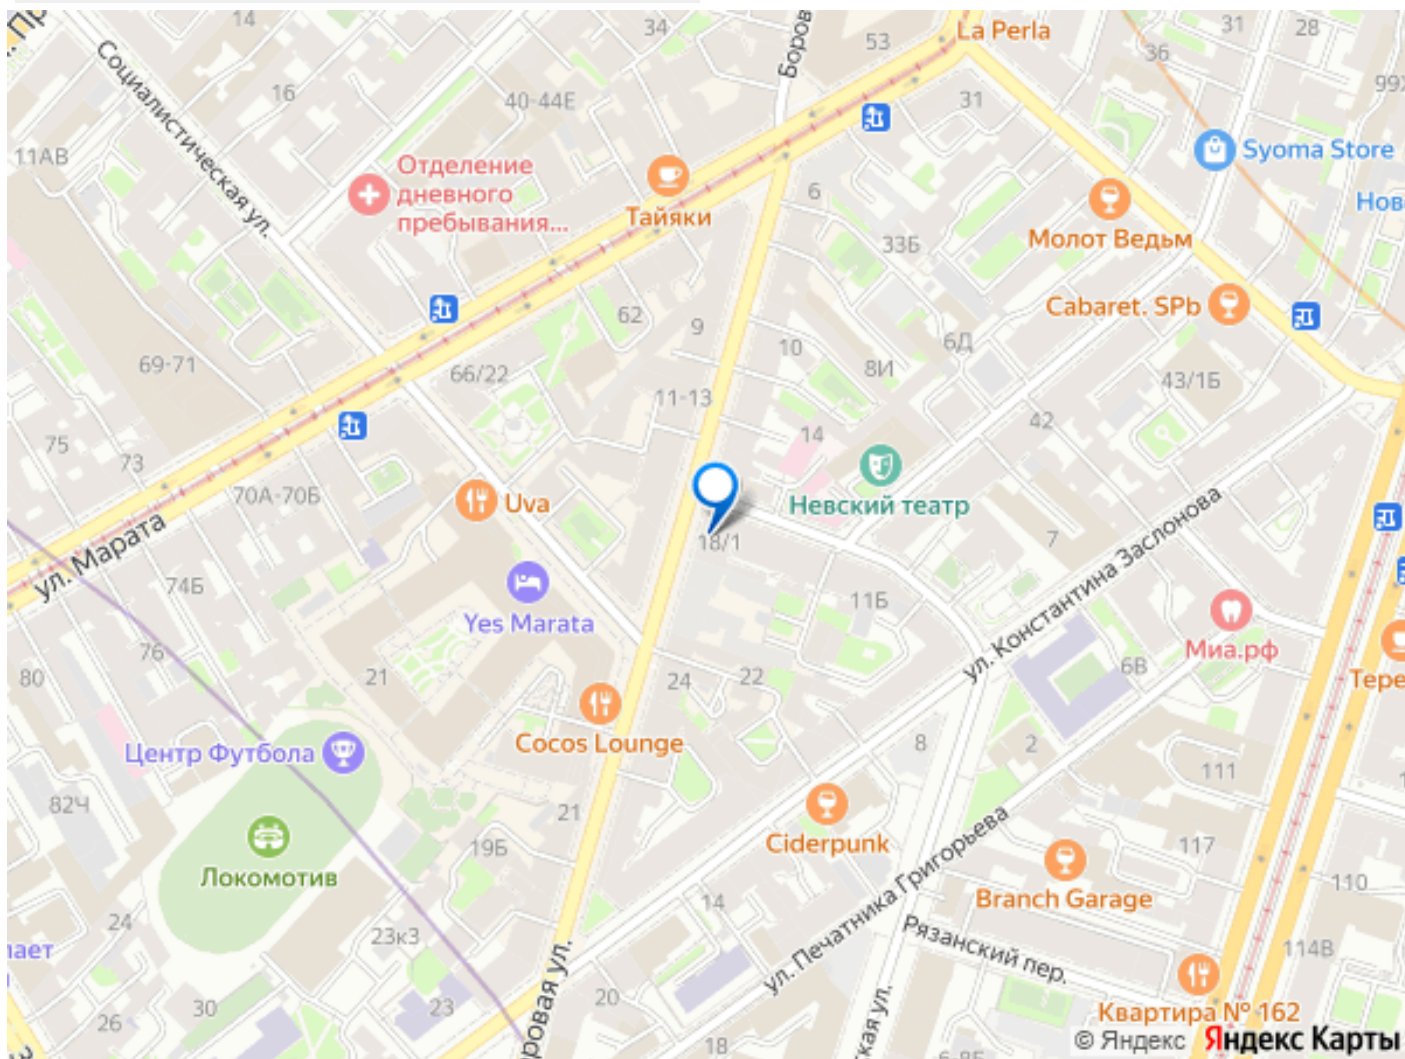 14
34
Боров
53
La Perla
31
28
36
Социалистическая ул.
16
40-44Е
31
99
11АВ
Отделение
дневного
пребывания...
Тайяки
6
Syoma Store
Молот Ведьм
Нов
33Б
Cabaret. SPb
62
9
10
6Д
8И
69-71
66/22
43/1Б
11-13
42
14
75
73
70А-70Б
Uva
Невский театр
ул. Марата
18/1
7
ул. Константина Заслонова
74Б
Yes Marata
11Б
Миа.рф
76
80
21
24
22
6В
Тере
Центр Футбола
Cocos Lounge
8
2
111
82Ч
21
Ciderpunk
19Б
117
Локомотив
Branch Garage
110
ул. Печатника Григорьева
24
14
23к3
Рязанский пер.
лает
114В
ровая ул.
30
23
20
26
Квартира № 162
18
ская ул.
6-8Б
© Яндекс Яндекс Карты